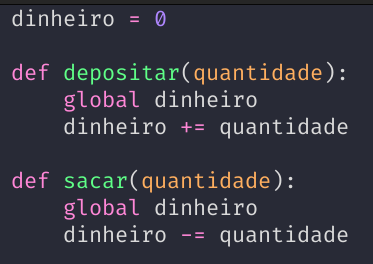 dinheiro = 0
def depositar(quantidade):
    global dinheiro
    dinheiro += quantidade
def sacar(quantidade):
    global dinheiro
    dinheiro -= quantidade